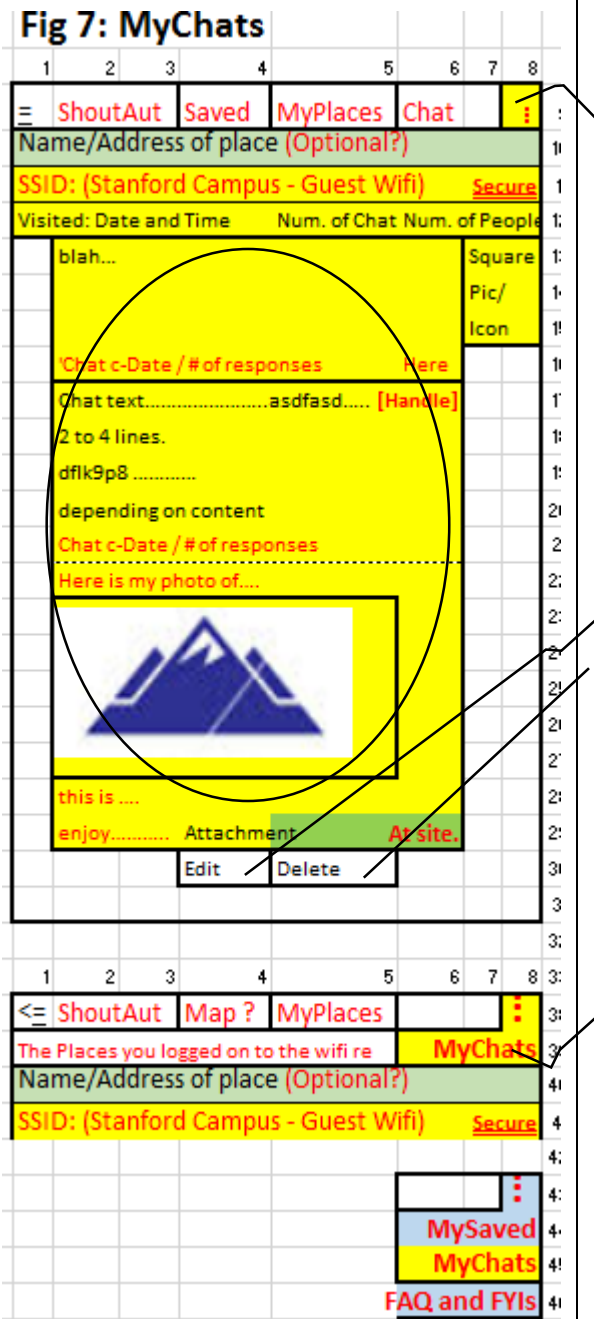 Fig 7: MyChats
1 2 3 4 5 6 7 8
= ShoutAut Saved MyPlaces Chat ⋮
Name/Address of place (Optional?)
SSID: (Stanford Campus - Guest Wifi) Secure
Visited: Date and Time Num. of Chat Num. of People
blah... Square
Pic/
Icon
'Chat c-Date / # of responses Here
Chat text.......................asdfasd..... [Handle]
2 to 4 lines.
dflk9p8 ............
depending on content
Chat c-Date / # of responses
Here is my photo of....
this is ....
enjoy........... Attachment At site.
Edit Delete
32
1 2 3 4 5 6 7 8
<= ShoutAut Map ? MyPlaces ⋮
The Places you logged on to the wifi re MyChats
Name/Address of place (Optional?)
SSID: (Stanford Campus - Guest Wifi) Secure
⋮
MySaved
MyChats
FAQ and FYIs